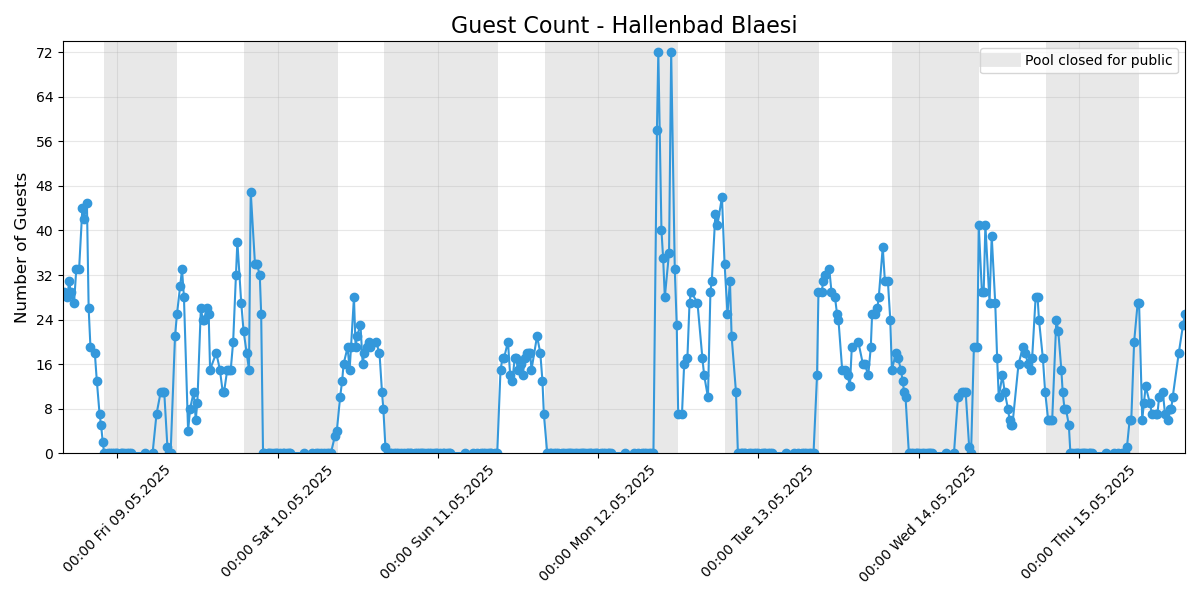 Guest Count - Hallenbad Blaesi
Pool closed for public
Number of Guests
72
64
56
48
40
32
24
16
8
0
00:00 Fri 09.05.2025
00:00 Sat 10.05.2025
00:00 Sun 11.05.2025
00:00 Mon 12.05.2025
00:00 Tue 13.05.2025
00:00 Wed 14.05.2025
00:00 Thu 15.05.2025